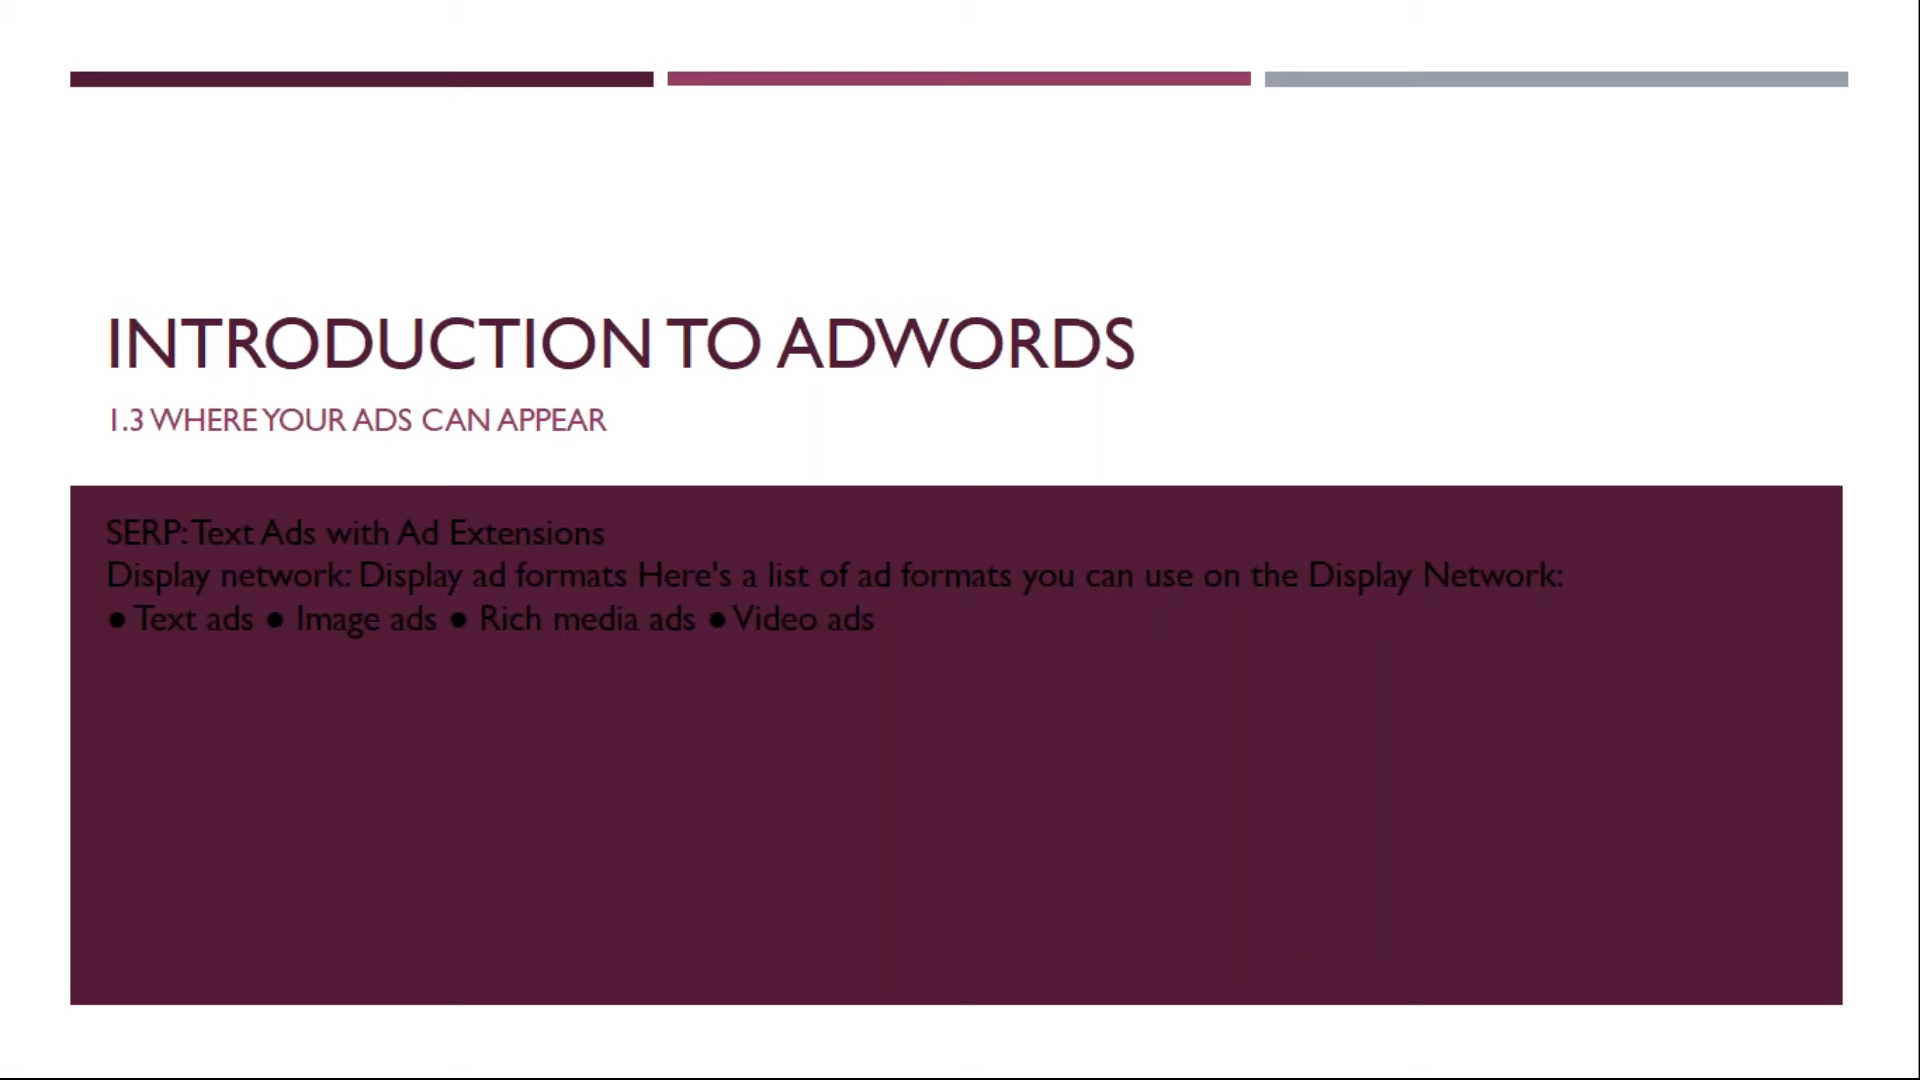 INTRODUCTION TO ADWORDS
1.3 WHERE YOUR ADS CAN APPEAR
SERP: Text Ads with Ad Extensions
Display network: Display ad formats Here's a list of ad formats you can use on the Display Network:
● Text ads ● Image ads ● Rich media ads ● Video ads